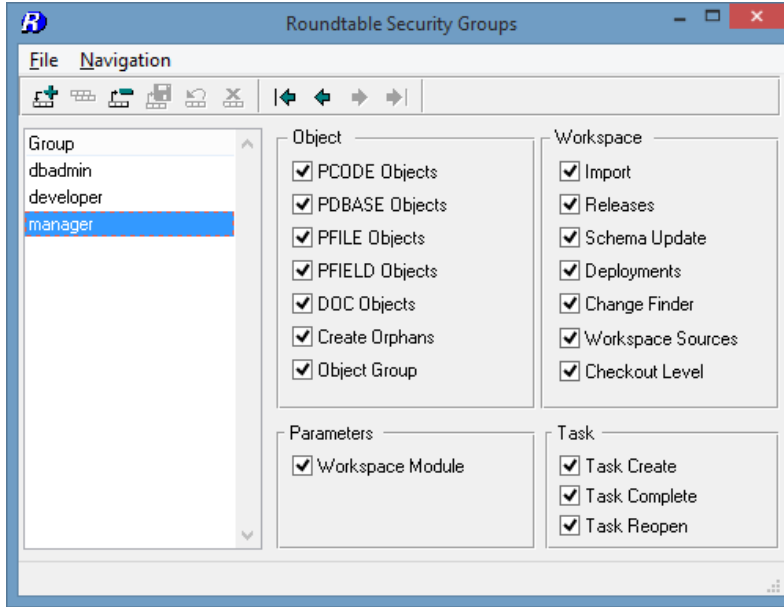 R
Roundtable Security Groups
File Navigation
Group
dbadmin
developer
manager
Object
PCODE Objects
PDBASE Objects
PFILE Objects
PFIELD Objects
DOC Objects
Create Orphans
Object Group
Workspace
Import
Releases
Schema Update
Deployments
Change Finder
Workspace Sources
Checkout Level
Parameters
Workspace Module
Task
Task Create
Task Complete
Task Reopen